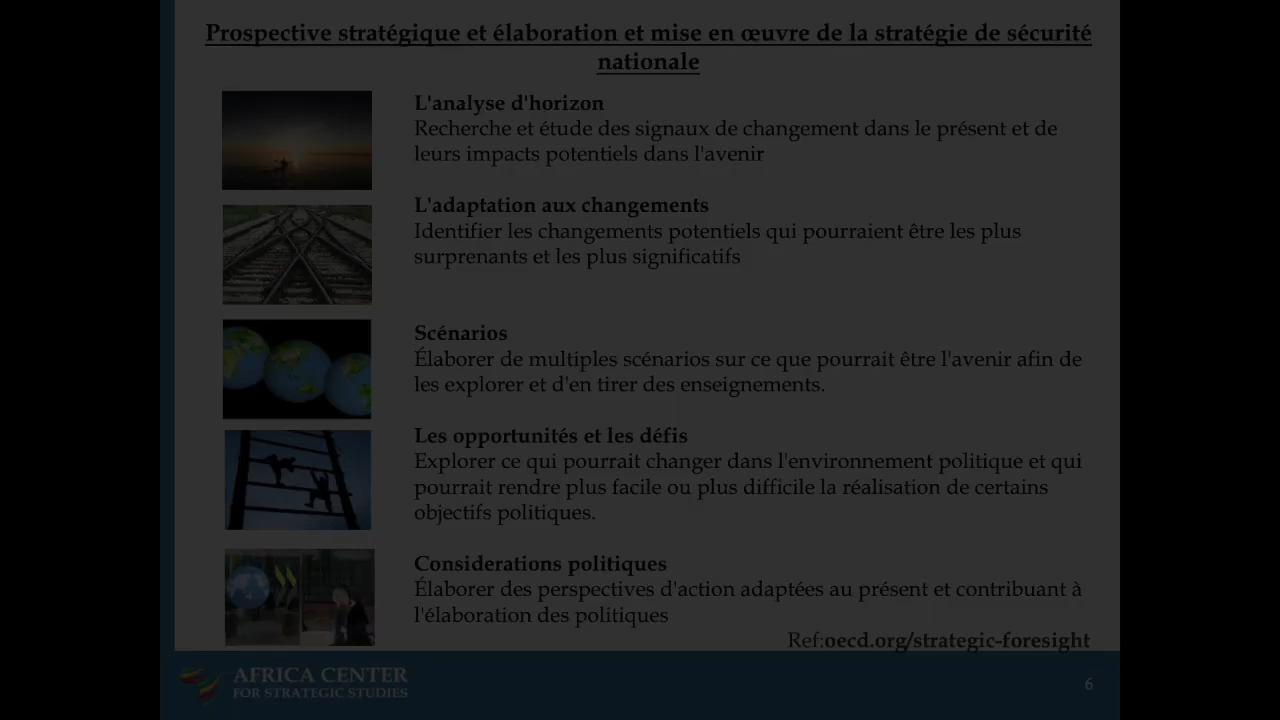 Prospective stratégique et élaboration et mise en œuvre de la stratégie de sécurité
nationale
L'analyse d'horizon
Recherche et étude des signaux de changement dans le présent et de
leurs impacts potentiels dans l'avenir
L'adaptation aux changements
Identifier les changements potentiels qui pourraient être les plus
surprenants et les plus significatifs
Scénarios
Élaborer de multiples scénarios sur ce que pourrait être l'avenir afin de
les explorer et d'en tirer des enseignements.
Les opportunités et les défis
Explorer ce qui pourrait changer dans l'environnement politique et qui
pourrait rendre plus facile ou plus difficile la réalisation de certains
objectifs politiques.
Considerations politiques
Élaborer des perspectives d'action adaptées au présent et contribuant à
l'élaboration des politiques
Ref:oecd.org/strategic-foresight
AFRICA CENTER
FOR STRATEGIC STUDIES
6